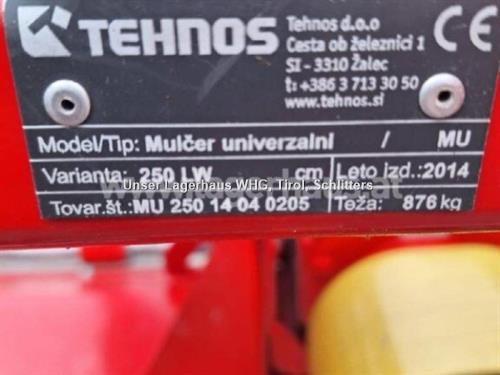 TEHNOS
Tehnos d.o.o
Cesta ob železnici 1
SI - 3310 Žalec
t: +386 3 713 30 50
www.tehnos.si
CE
Model/Tip: Mulčer univerzalni / MU
Varianta: 250 LW cm Leto izd.: 2014
Unser Lagerhaus WHG, Tirol, Schlitters
Tovar.št.: MU 250 14 04 0205 Teža: 876 kg